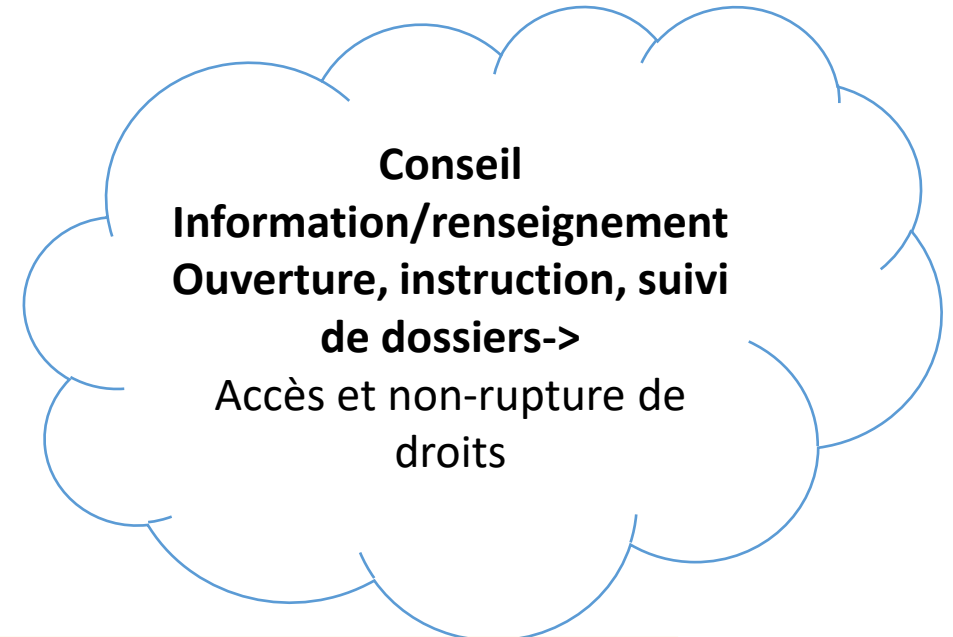 Conseil
Information/renseignement
Ouverture, instruction, suivi
de dossiers->
Accès et non-rupture de
droits